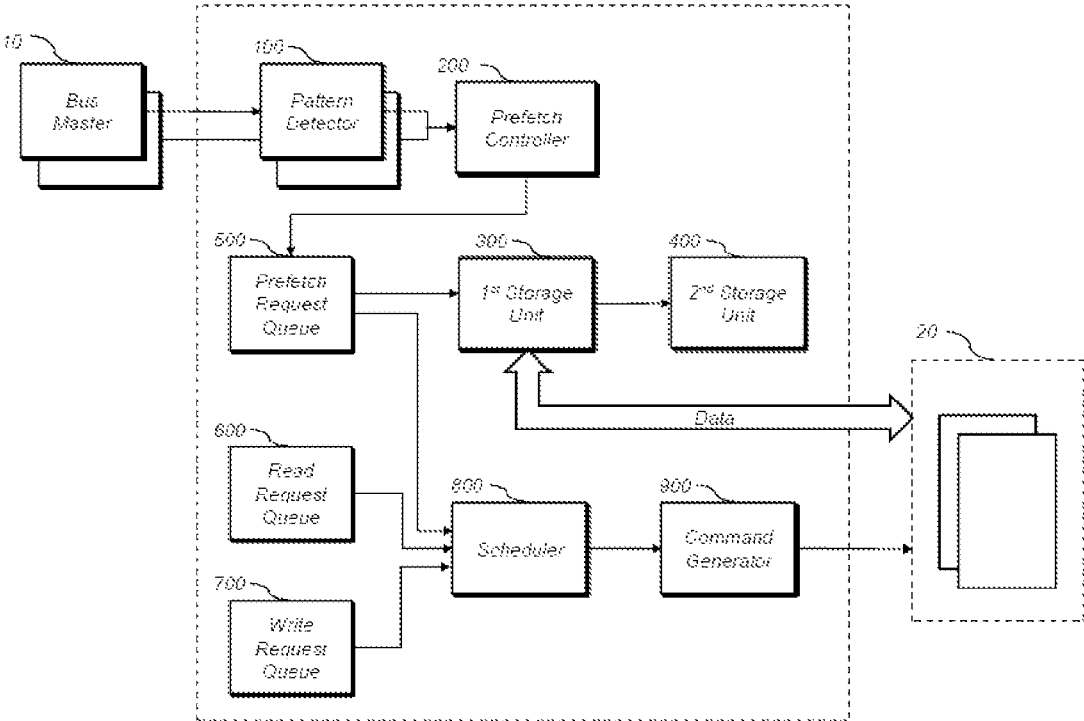 10
Bus
Master
100
Pattern
Detector
200
Prefetch
Controller
500
Prefetch
Request
Queue
300
1st Storage
Unit
400
2nd Storage
Unit
20
Data
600
Read
Request
Queue
800
Scheduler
900
Command
Generator
700
Write
Request
Queue